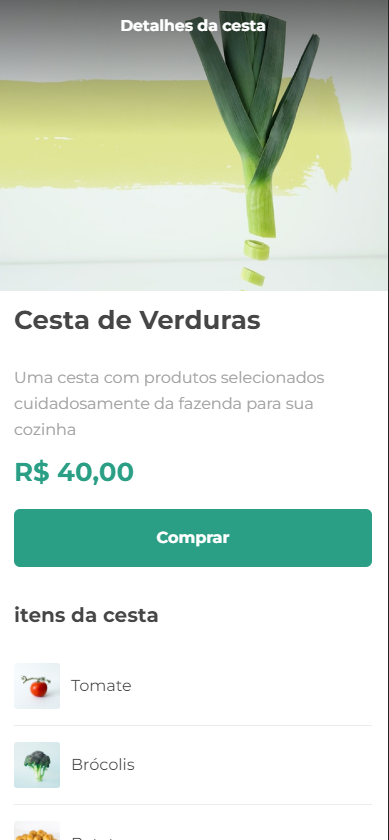 Detalhes da cesta
Cesta de Verduras
Uma cesta com produtos selecionados
cuidadosamente da fazenda para sua
cozinha
R$ 40,00
Comprar
itens da cesta
Tomate
Brócolis